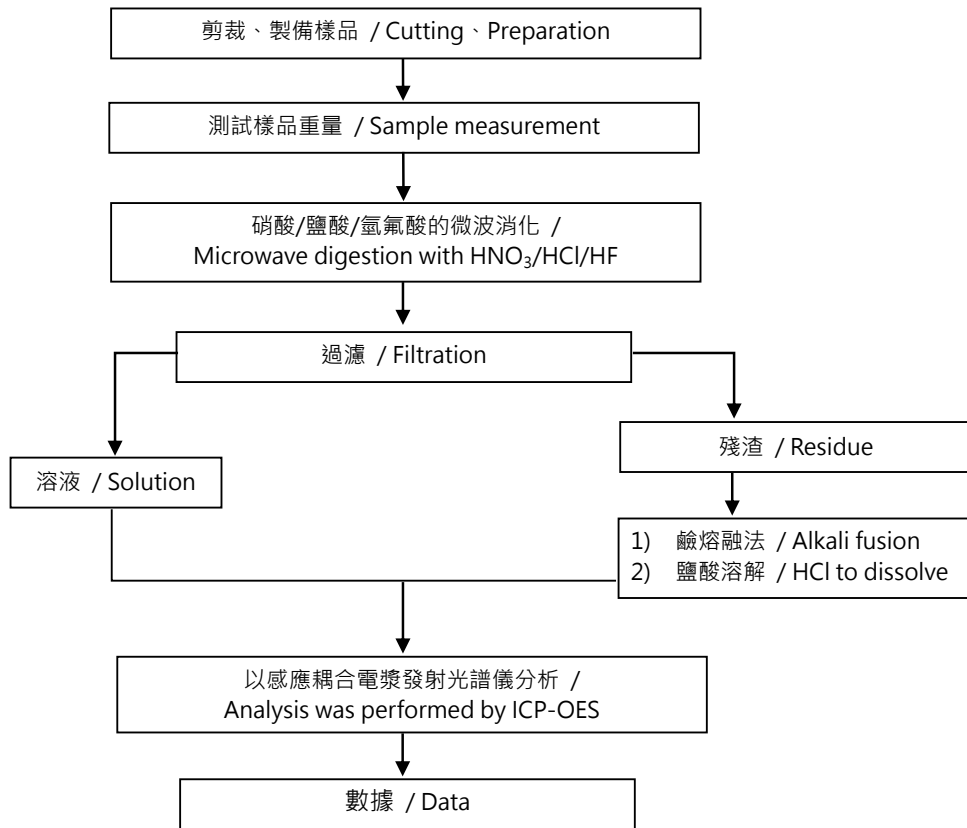 剪裁、製備樣品 / Cutting、Preparation
測試樣品重量 / Sample measurement
硝酸/鹽酸/氫氟酸的微波消化 /
Microwave digestion with HNO₃/HCl/HF
過濾 / Filtration
溶液 / Solution
殘渣 / Residue
1) 鹼熔融法 / Alkali fusion
2) 鹽酸溶解 / HCl to dissolve
以感應耦合電漿發射光譜儀分析 /
Analysis was performed by ICP-OES
數據 / Data